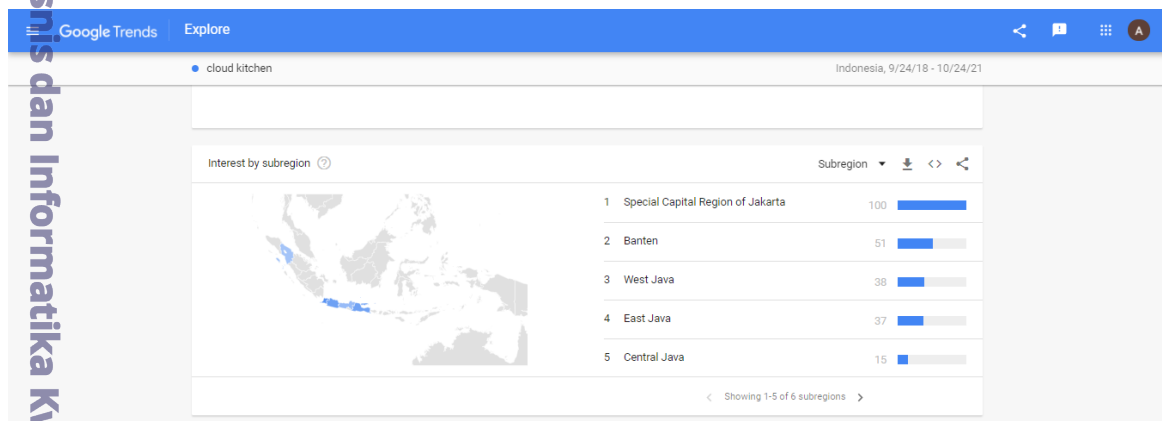 Google Trends Explore
cloud kitchen Indonesia, 9/24/18 - 10/24/21
Interest by subregion Subregion
1 Special Capital Region of Jakarta 100
2 Banten 51
3 West Java 38
4 East Java 37
5 Central Java 15
Showing 1-5 of 6 subregions
A
dan Informatika